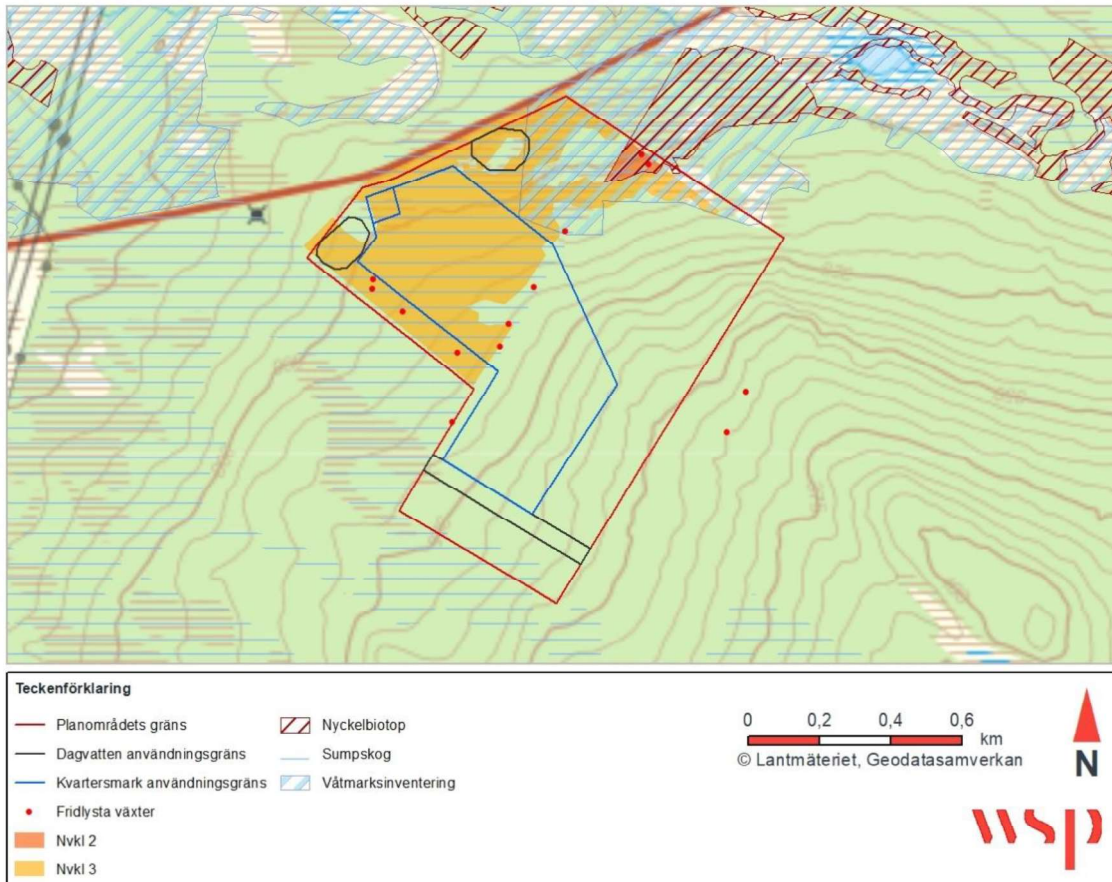 Teckenförklaring
Planområdets gräns
Dagvatten användningsgräns
Kvartersmark användningsgräns
Fridlysta växter
Nvkl 2
Nvkl 3
Nyckelbiotop
Sumpskog
Våtmarksinventering
0 0,2 0,4 0,6
km
© Lantmäteriet, Geodatasamverkan
N
wsp